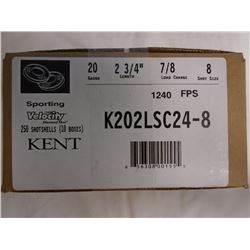 20 2 3/4" 7/8 8
GAUGE LENGTH LOAD CHARGE SHOT SIZE
1240 FPS
Sporting
Velocity
250 SHOTSHELLS (10 BOXES)
KENT
K202LSC24-8